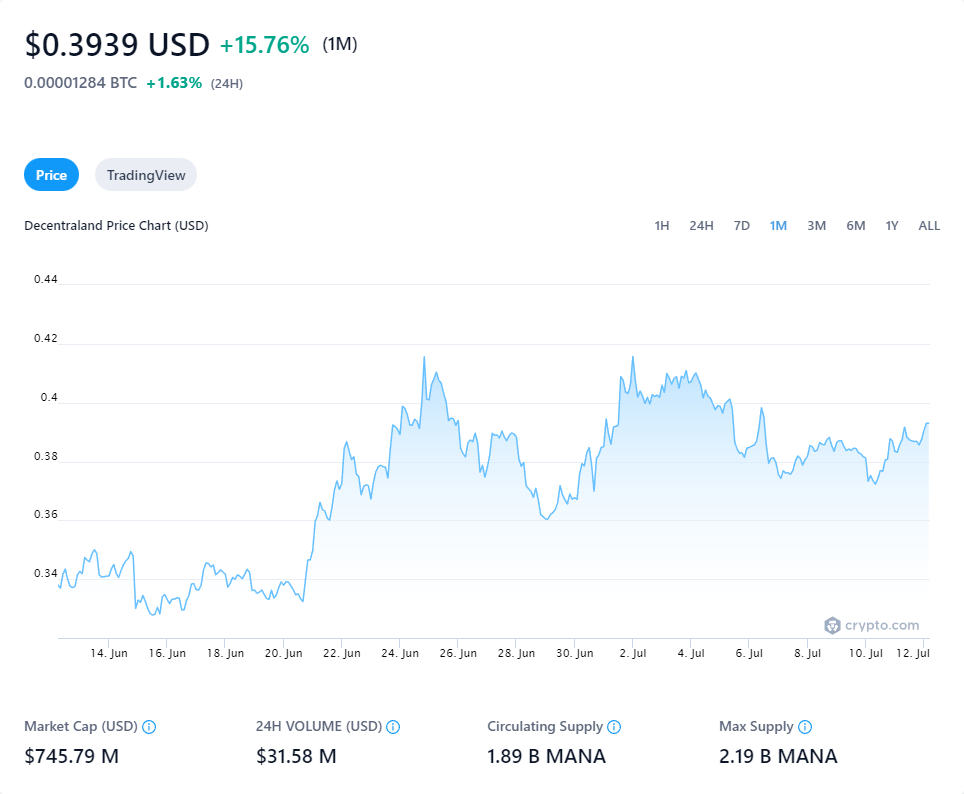 $0.3939 USD +15.76% (1M)
0.00001284 BTC +1.63% (24H)
Price TradingView
Decentraland Price Chart (USD) 1H 24H 7D 1M 3M 6M 1Y ALL
0.44
0.42
0.4
0.38
0.36
0.34
crypto.com
14. Jun 16. Jun 18. Jun 20. Jun 22. Jun 24. Jun 26. Jun 28. Jun 30. Jun 2. Jul 4. Jul 6. Jul 8. Jul 10. Jul 12. Jul
Market Cap (USD) 24H VOLUME (USD) Circulating Supply Max Supply
$745.79 M $31.58 M 1.89 B MANA 2.19 B MANA